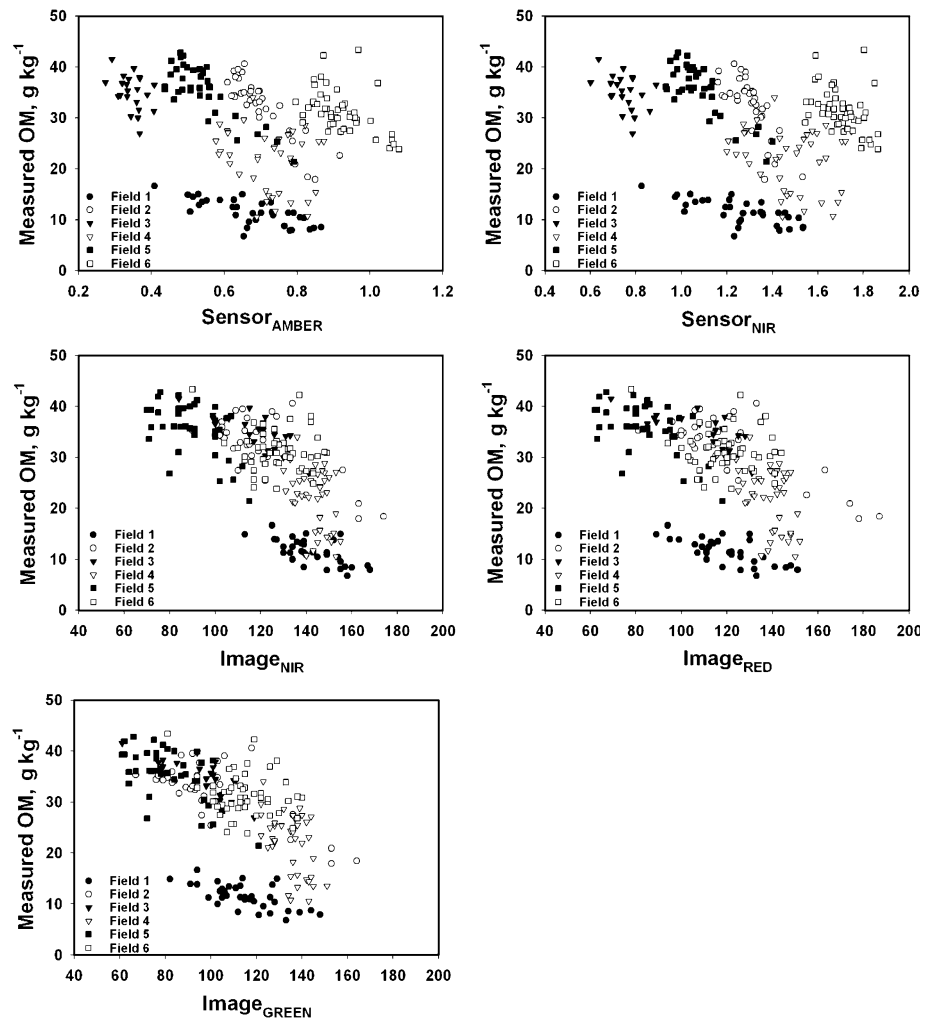 50
40
30
20
10
0
Measured OM, g kg-1
Field 1
Field 2
Field 3
Field 4
Field 5
Field 6
0.2 0.4 0.6 0.8 1.0 1.2
SensorAMBER
50
40
30
20
10
0
Measured OM, g kg-1
Field 1
Field 2
Field 3
Field 4
Field 5
Field 6
0.4 0.6 0.8 1.0 1.2 1.4 1.6 1.8 2.0
SensorNIR
50
40
30
20
10
0
Measured OM, g kg-1
Field 1
Field 2
Field 3
Field 4
Field 5
Field 6
40 60 80 100 120 140 160 180 200
ImageNIR
50
40
30
20
10
0
Measured OM, g kg-1
Field 1
Field 2
Field 3
Field 4
Field 5
Field 6
40 60 80 100 120 140 160 180 200
ImageRED
50
40
30
20
10
0
Measured OM, g kg-1
Field 1
Field 2
Field 3
Field 4
Field 5
Field 6
40 60 80 100 120 140 160 180 200
ImageGREEN